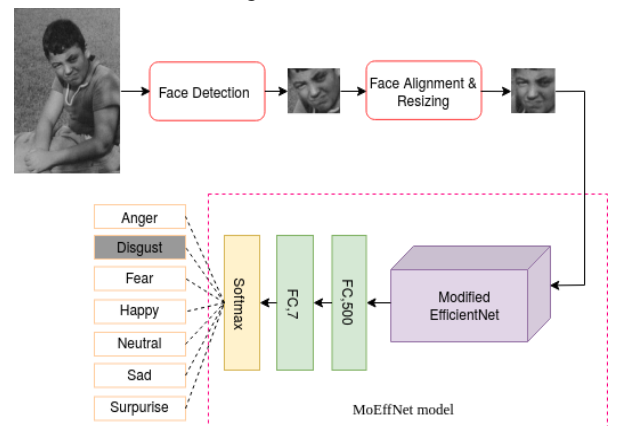 Face Detection
Face Alignment &
Resizing
Anger
Disgust
Fear
Happy
Neutral
Sad
Surpurise
Softmax
FC,7
FC,500
Modified
EfficientNet
MoEffNet model